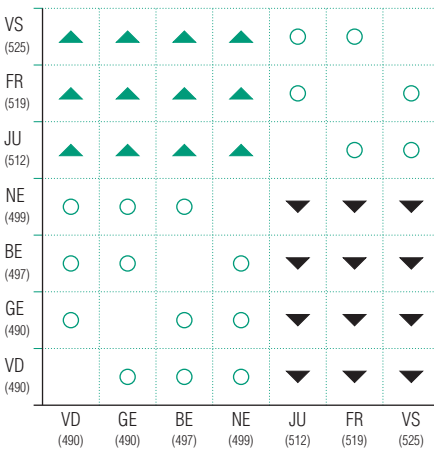 VS
(525)
FR
(519)
JU
(512)
NE
(499)
BE
(497)
GE
(490)
VD
(490)
VD GE BE NE JU FR VS
(490) (490) (497) (499) (512) (519) (525)